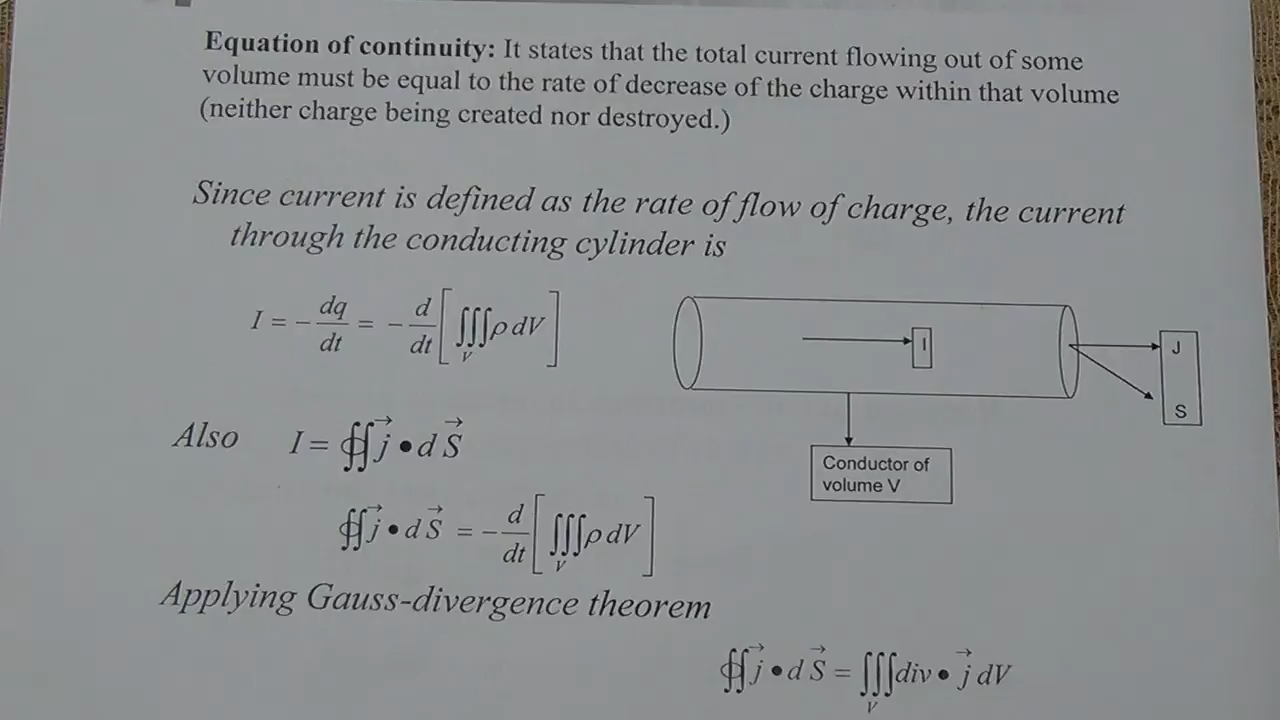 Equation of continuity: It states that the total current flowing out of some
volume must be equal to the rate of decrease of the charge within that volume
(neither charge being created nor destroyed.)
Since current is defined as the rate of flow of charge, the current
through the conducting cylinder is
I = - dq/dt = - d/dt [∭_V ρ dV]
I
J
S
Conductor of
volume V
Also I = ∯ j⃗ • d S⃗
∯ j⃗ • d S⃗ = - d/dt [∭_V ρ dV]
Applying Gauss-divergence theorem
∯ j⃗ • d S⃗ = ∭_V div • j⃗ dV